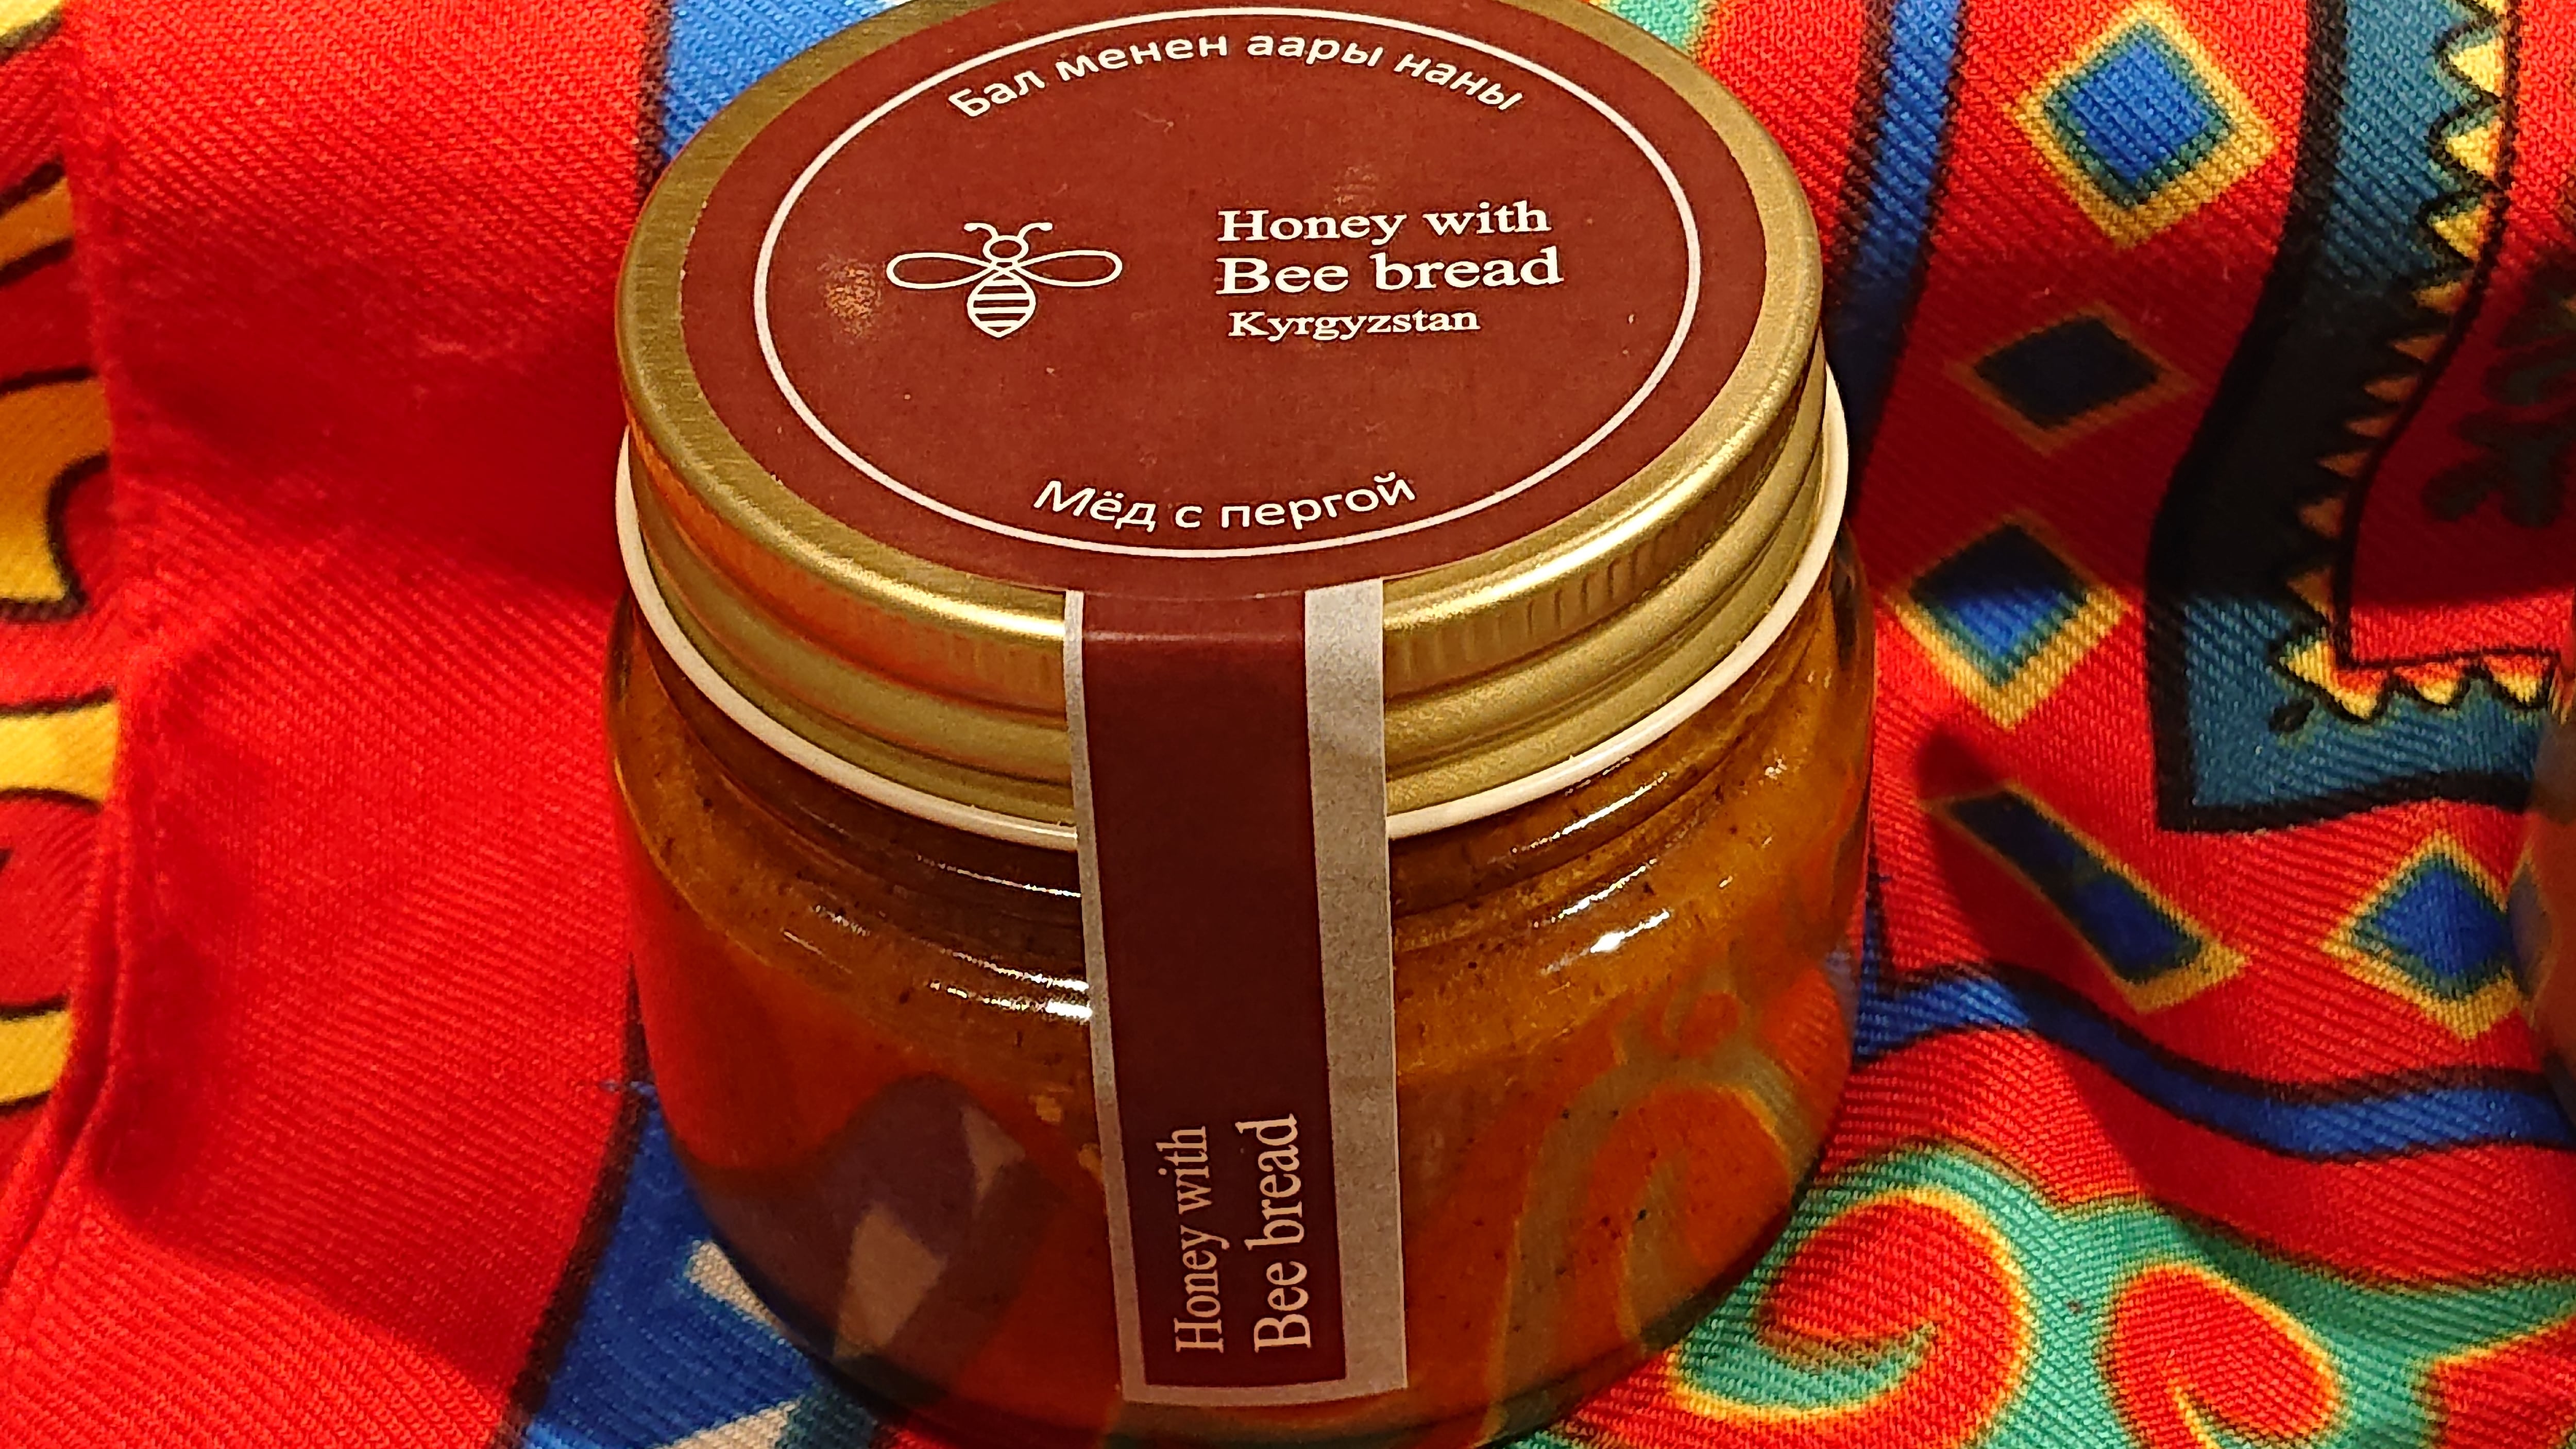 Бал менен аары наны
Honey with
Bee bread
Kyrgyzstan
Мёд с пергой
Honey with
Bee bread